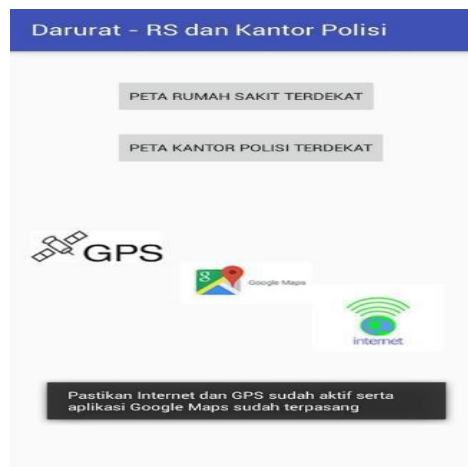 Darurat - RS dan Kantor Polisi
PETA RUMAH SAKIT TERDEKAT
PETA KANTOR POLISI TERDEKAT
GPS
8
Google Maps
internet
Pastikan Internet dan GPS sudah aktif serta
aplikasi Google Maps sudah terpasang